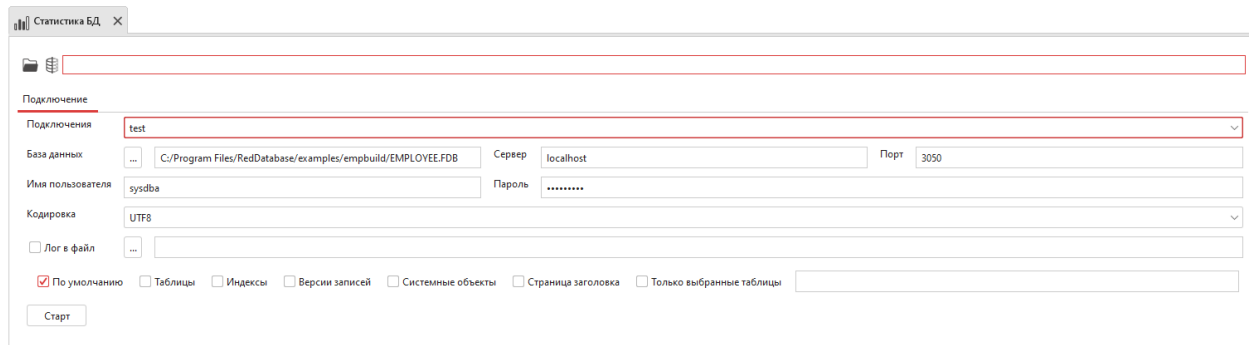 Статистика БД
Подключение
Подключения test
База данных ... C:/Program Files/RedDatabase/examples/empbuild/EMPLOYEE.FDB Сервер localhost Порт 3050
Имя пользователя sysdba Пароль •••••••••
Кодировка UTF8
Лог в файл ...
По умолчанию Таблицы Индексы Версии записей Системные объекты Страница заголовка Только выбранные таблицы
Старт